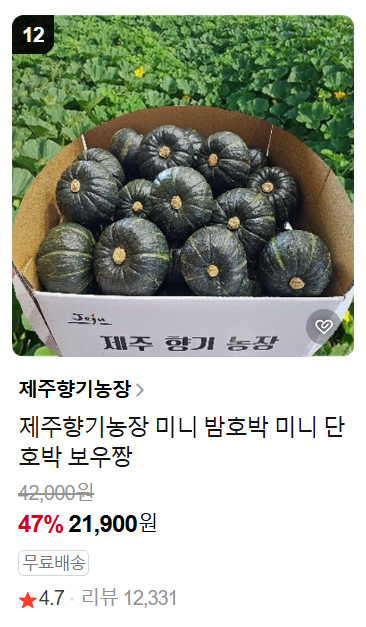 12
Jeju
제주 향기 농장
제주향기농장 >
제주향기농장 미니 밤호박 미니 단
호박 보우짱
42,000원
47% 21,900원
무료배송
★4.7 · 리뷰 12,331